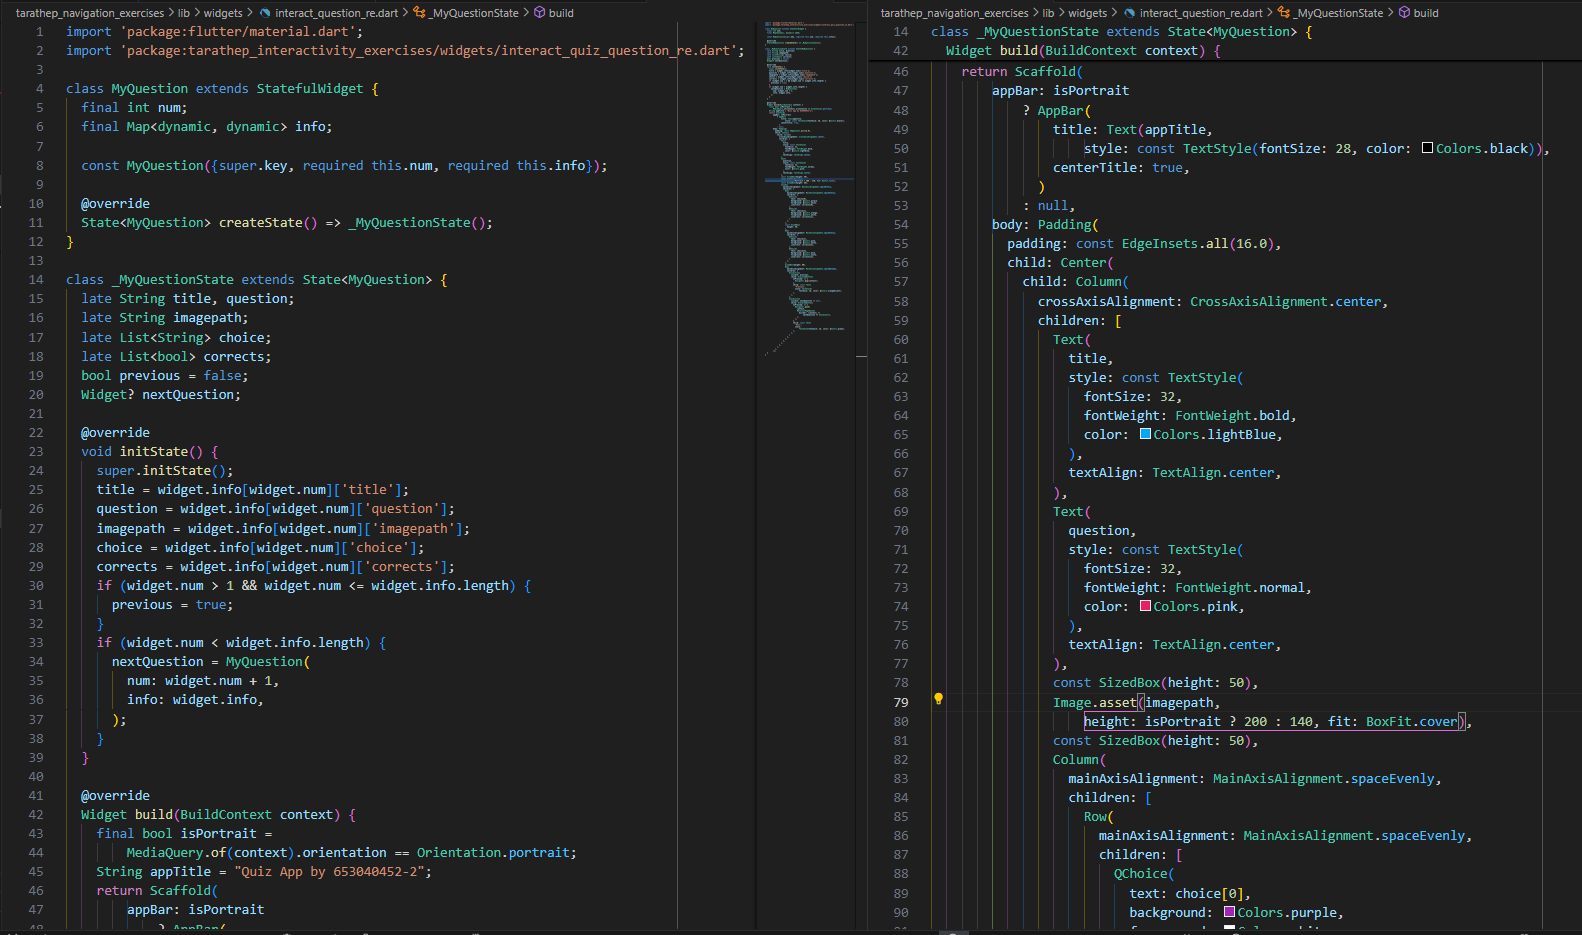 tarathep_navigation_exercises > lib > widgets > interact_question_re.dart > _MyQuestionState > build
1 import 'package:flutter/material.dart';
2 import 'package:tarathep_interactivity_exercises/widgets/interact_quiz_question_re.dart';
3
4 class MyQuestion extends StatefulWidget {
5 final int num;
6 final Map<dynamic, dynamic> info;
7
8 const MyQuestion({super.key, required this.num, required this.info});
9
10 @override
11 State<MyQuestion> createState() => _MyQuestionState();
12 }
13
14 class _MyQuestionState extends State<MyQuestion> {
15 late String title, question;
16 late String imagepath;
17 late List<String> choice;
18 late List<bool> corrects;
19 bool previous = false;
20 Widget? nextQuestion;
21
22 @override
23 void initState() {
24 super.initState();
25 title = widget.info[widget.num]['title'];
26 question = widget.info[widget.num]['question'];
27 imagepath = widget.info[widget.num]['imagepath'];
28 choice = widget.info[widget.num]['choice'];
29 corrects = widget.info[widget.num]['corrects'];
30 if (widget.num > 1 && widget.num <= widget.info.length) {
31 previous = true;
32 }
33 if (widget.num < widget.info.length) {
34 nextQuestion = MyQuestion(
35 num: widget.num + 1,
36 info: widget.info,
37 );
38 }
39 }
40
41 @override
42 Widget build(BuildContext context) {
43 final bool isPortrait =
44 MediaQuery.of(context).orientation == Orientation.portrait;
45 String appTitle = "Quiz App by 653040452-2";
46 return Scaffold(
47 appBar: isPortrait
48 ? AppBar(
tarathep_navigation_exercises > lib > widgets > interact_question_re.dart > _MyQuestionState > build
14 class _MyQuestionState extends State<MyQuestion> {
42 Widget build(BuildContext context) {
46 return Scaffold(
47 appBar: isPortrait
48 ? AppBar(
49 title: Text(appTitle,
50 style: const TextStyle(fontSize: 28, color: Colors.black)),
51 centerTitle: true,
52 )
53 : null,
54 body: Padding(
55 padding: const EdgeInsets.all(16.0),
56 child: Center(
57 child: Column(
58 crossAxisAlignment: CrossAxisAlignment.center,
59 children: [
60 Text(
61 title,
62 style: const TextStyle(
63 fontSize: 32,
64 fontWeight: FontWeight.bold,
65 color: Colors.lightBlue,
66 ),
67 textAlign: TextAlign.center,
68 ),
69 Text(
70 question,
71 style: const TextStyle(
72 fontSize: 32,
73 fontWeight: FontWeight.normal,
74 color: Colors.pink,
75 ),
76 textAlign: TextAlign.center,
77 ),
78 const SizedBox(height: 50),
79 Image.asset(imagepath,
80 height: isPortrait ? 200 : 140, fit: BoxFit.cover),
81 const SizedBox(height: 50),
82 Column(
83 mainAxisAlignment: MainAxisAlignment.spaceEvenly,
84 children: [
85 Row(
86 mainAxisAlignment: MainAxisAlignment.spaceEvenly,
87 children: [
88 QChoice(
89 text: choice[0],
90 background: Colors.purple,